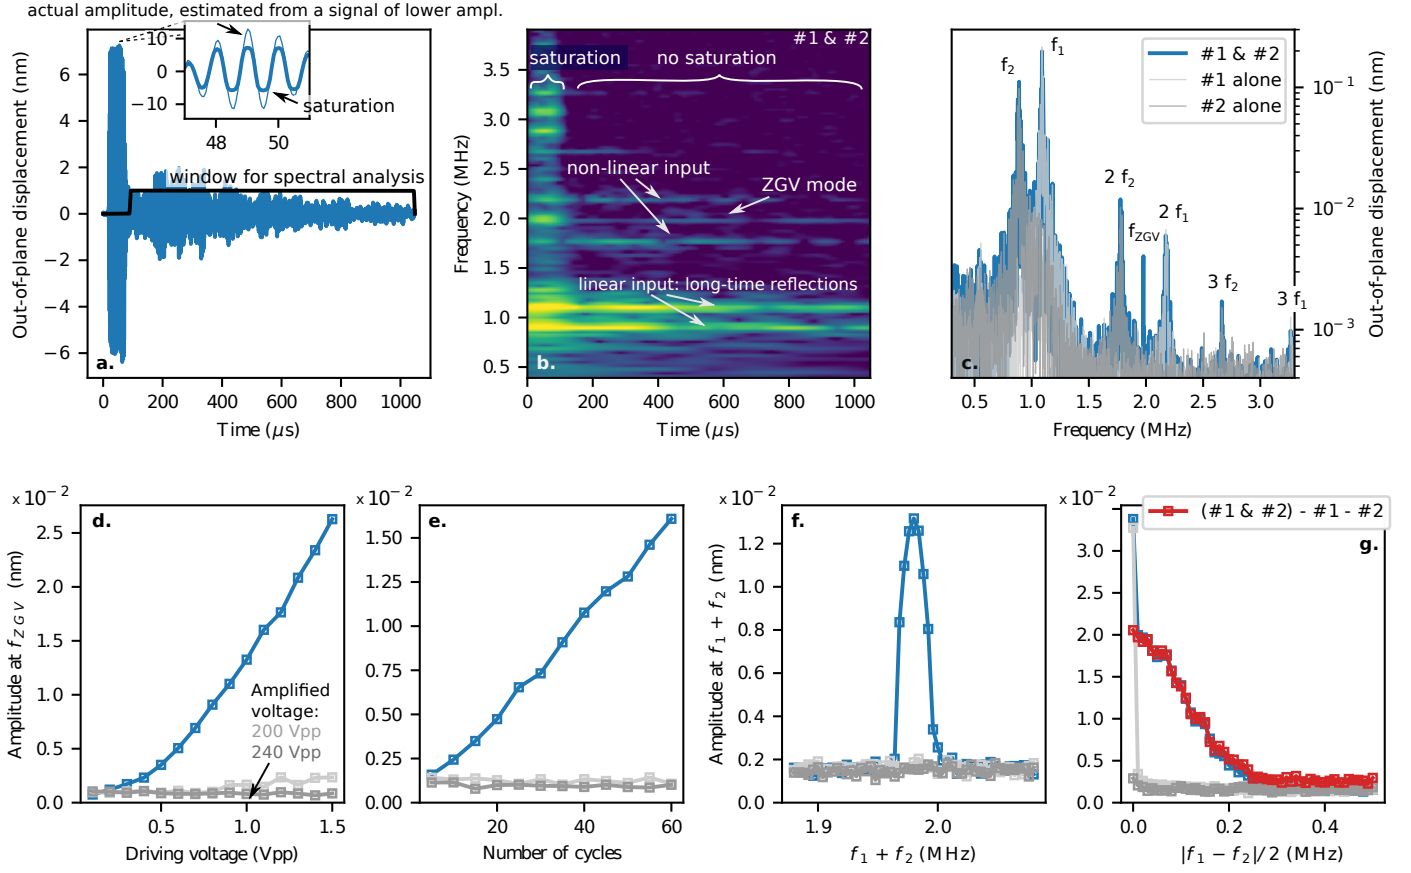 actual amplitude, estimated from a signal of lower ampl.
Out-of-plane displacement (nm)
6
4
2
0
−2
−4
−6
10
0
−10
48
50
saturation
window for spectral analysis
a.
0
200
400
600
800
1000
Time (μs)
#1 & #2
saturation
no saturation
non-linear input
ZGV mode
linear input: long-time reflections
b.
Frequency (MHz)
3.5
3.0
2.5
2.0
1.5
1.0
0.5
0
200
400
600
800
1000
Time (μs)
#1 & #2
#1 alone
#2 alone
f2
f1
2 f2
fZGV
2 f1
3 f2
3 f1
c.
10−1
10−2
10−3
Out-of-plane displacement (nm)
0.5
1.0
1.5
2.0
2.5
3.0
Frequency (MHz)
x 10−2
d.
Amplitude at fZGV (nm)
2.5
2.0
1.5
1.0
0.5
0.0
Amplified
voltage:
200 Vpp
240 Vpp
0.5
1.0
1.5
Driving voltage (Vpp)
x 10−2
e.
1.50
1.25
1.00
0.75
0.50
0.25
0.00
20
40
60
Number of cycles
x 10−2
f.
Amplitude at f1 + f2 (nm)
1.2
1.0
0.8
0.6
0.4
0.2
0.0
1.9
2.0
f1 + f2 (MHz)
x 10−2
(#1 & #2) - #1 - #2
g.
3.0
2.5
2.0
1.5
1.0
0.5
0.0
0.0
0.2
0.4
|f1 − f2|/2 (MHz)